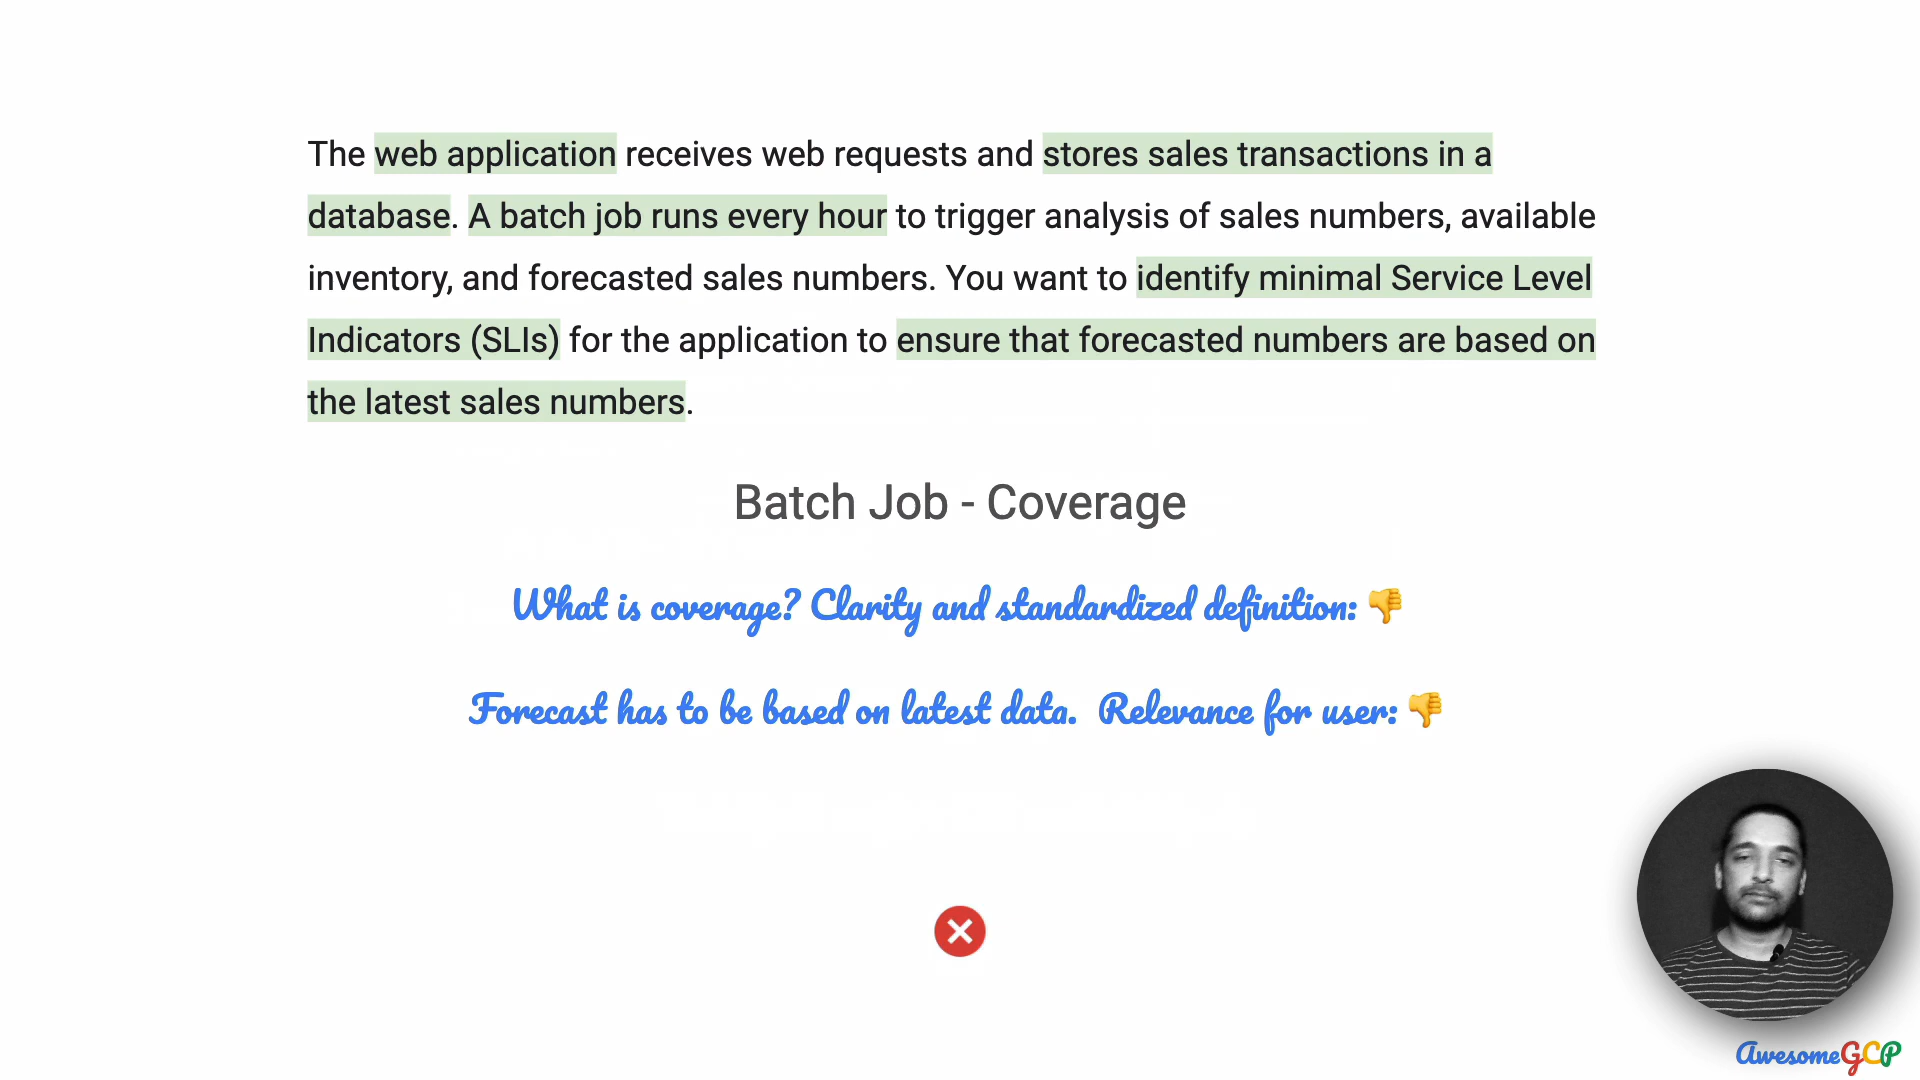 The web application receives web requests and stores sales transactions in a
database. A batch job runs every hour to trigger analysis of sales numbers, available
inventory, and forecasted sales numbers. You want to identify minimal Service Level
Indicators (SLIs) for the application to ensure that forecasted numbers are based on
the latest sales numbers.
Batch Job - Coverage
What is coverage? Clarity and standardized definition: 👎
Forecast has to be based on latest data. Relevance for user: 👎
AwesomeGCP